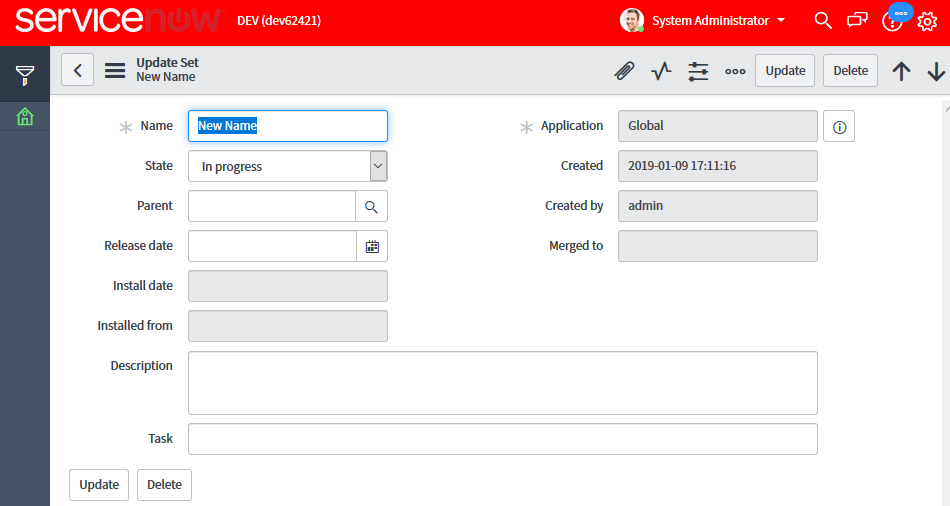 servicenow
DEV (dev62421)
System Administrator
Update Set
New Name
Update
Delete
Name
New Name
Application
Global
State
In progress
Created
2019-01-09 17:11:16
Parent
Created by
admin
Release date
Merged to
Install date
Installed from
Description
Task
Update
Delete